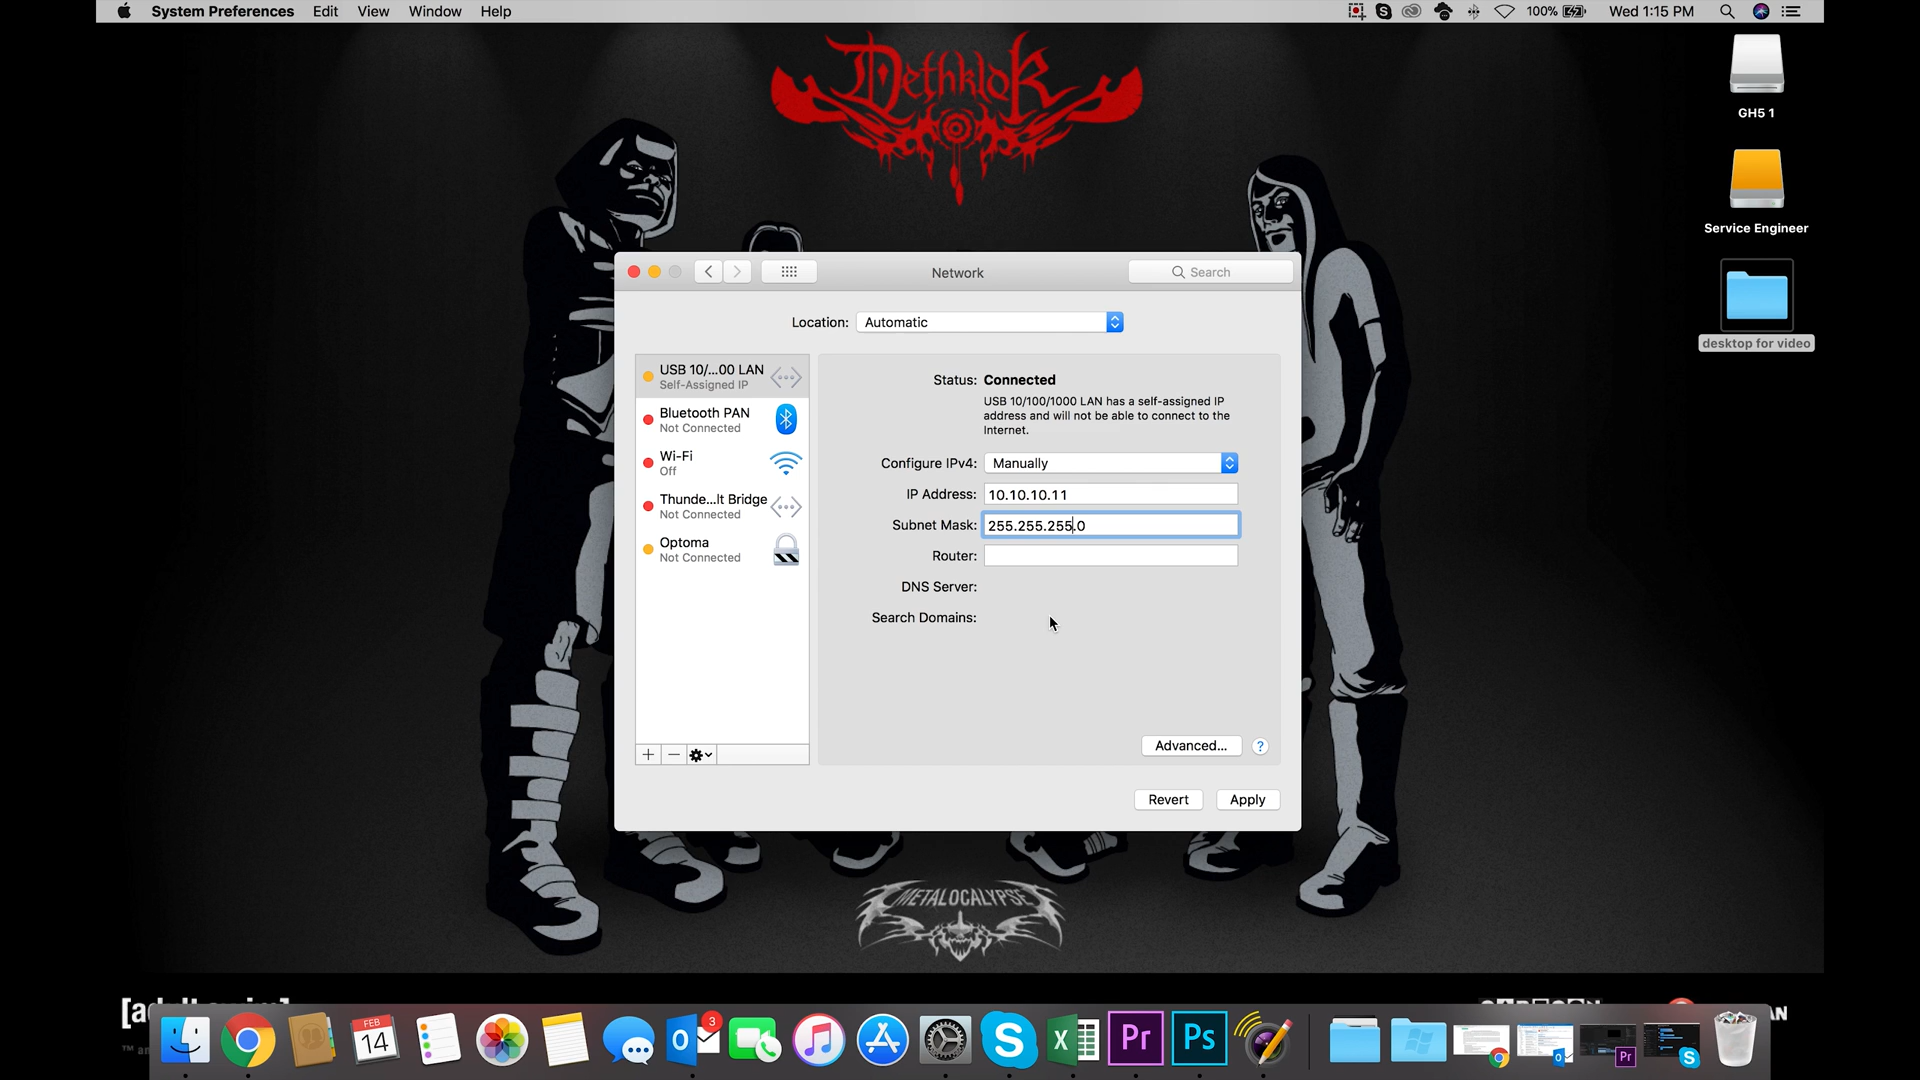 System Preferences Edit View Window Help
100% Wed 1:15 PM
Dethklok
GH5 1
Service Engineer
desktop for video
Network
Search
Location: Automatic
USB 10/...00 LAN
Self-Assigned IP
Bluetooth PAN
Not Connected
Wi-Fi
Off
Thunde...lt Bridge
Not Connected
Optoma
Not Connected
Status: Connected
USB 10/100/1000 LAN has a self-assigned IP
address and will not be able to connect to the
Internet.
Configure IPv4: Manually
IP Address: 10.10.10.11
Subnet Mask: 255.255.255.0
Router:
DNS Server:
Search Domains:
Advanced... ?
Revert Apply
METALOCALYPSE
FEB
14
3
Pr
Ps